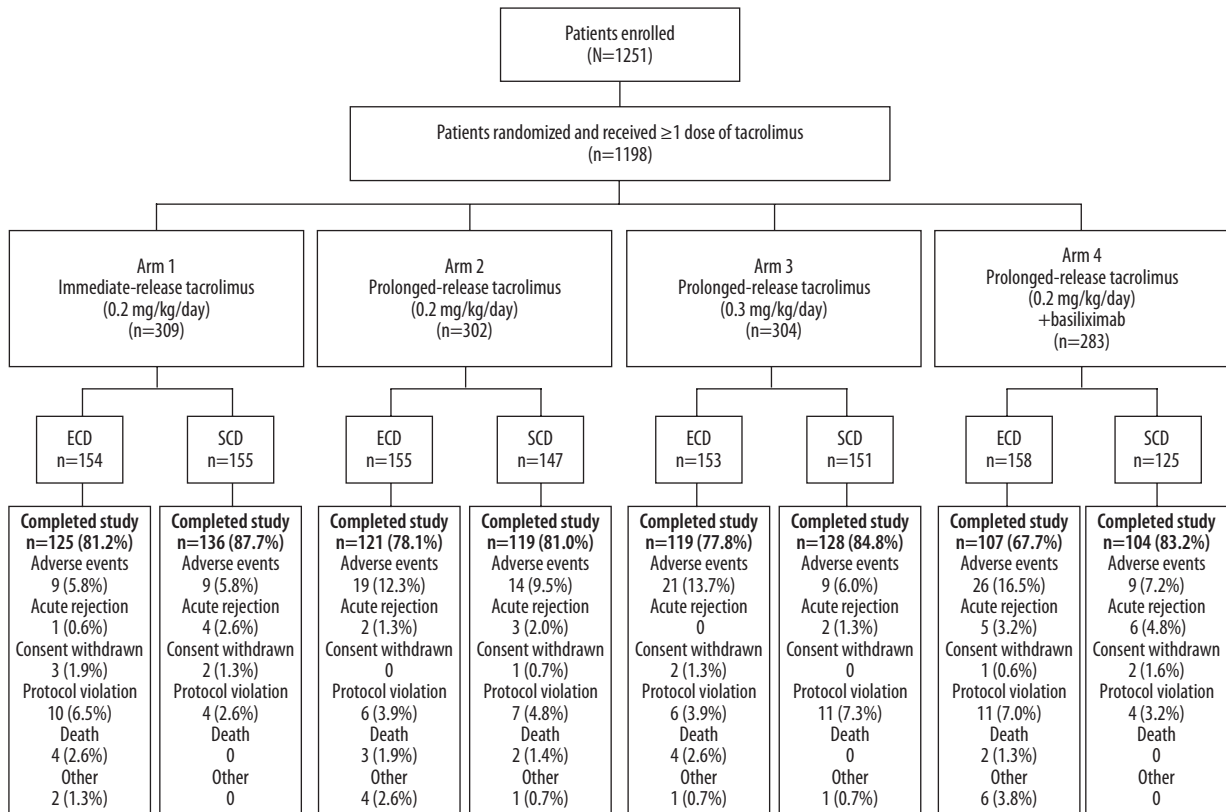 Patients enrolled
(N=1251)
Patients randomized and received ≥1 dose of tacrolimus
(n=1198)
Arm 1
Immediate-release tacrolimus
(0.2 mg/kg/day)
(n=309)
Arm 2
Prolonged-release tacrolimus
(0.2 mg/kg/day)
(n=302)
Arm 3
Prolonged-release tacrolimus
(0.3 mg/kg/day)
(n=304)
Arm 4
Prolonged-release tacrolimus
(0.2 mg/kg/day)
+basiliximab
(n=283)
ECD
n=154
SCD
n=155
ECD
n=155
SCD
n=147
ECD
n=153
SCD
n=151
ECD
n=158
SCD
n=125
Completed study
n=125 (81.2%)
Adverse events
9 (5.8%)
Acute rejection
1 (0.6%)
Consent withdrawn
3 (1.9%)
Protocol violation
10 (6.5%)
Death
4 (2.6%)
Other
2 (1.3%)
Completed study
n=136 (87.7%)
Adverse events
9 (5.8%)
Acute rejection
4 (2.6%)
Consent withdrawn
2 (1.3%)
Protocol violation
4 (2.6%)
Death
0
Other
0
Completed study
n=121 (78.1%)
Adverse events
19 (12.3%)
Acute rejection
2 (1.3%)
Consent withdrawn
0
Protocol violation
6 (3.9%)
Death
3 (1.9%)
Other
4 (2.6%)
Completed study
n=119 (81.0%)
Adverse events
14 (9.5%)
Acute rejection
3 (2.0%)
Consent withdrawn
1 (0.7%)
Protocol violation
7 (4.8%)
Death
2 (1.4%)
Other
1 (0.7%)
Completed study
n=119 (77.8%)
Adverse events
21 (13.7%)
Acute rejection
0
Consent withdrawn
2 (1.3%)
Protocol violation
6 (3.9%)
Death
4 (2.6%)
Other
1 (0.7%)
Completed study
n=128 (84.8%)
Adverse events
9 (6.0%)
Acute rejection
2 (1.3%)
Consent withdrawn
0
Protocol violation
11 (7.3%)
Death
0
Other
1 (0.7%)
Completed study
n=107 (67.7%)
Adverse events
26 (16.5%)
Acute rejection
5 (3.2%)
Consent withdrawn
1 (0.6%)
Protocol violation
11 (7.0%)
Death
2 (1.3%)
Other
6 (3.8%)
Completed study
n=104 (83.2%)
Adverse events
9 (7.2%)
Acute rejection
6 (4.8%)
Consent withdrawn
2 (1.6%)
Protocol violation
4 (3.2%)
Death
0
Other
0